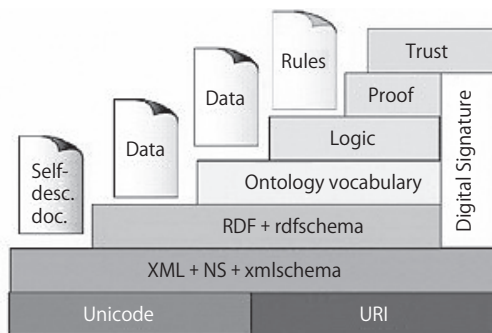 Trust
Rules
Proof
Data
Logic
Data
Self-
desc.
doc.
Ontology vocabulary
Digital Signature
RDF + rdfschema
XML + NS + xmlschema
Unicode
URI